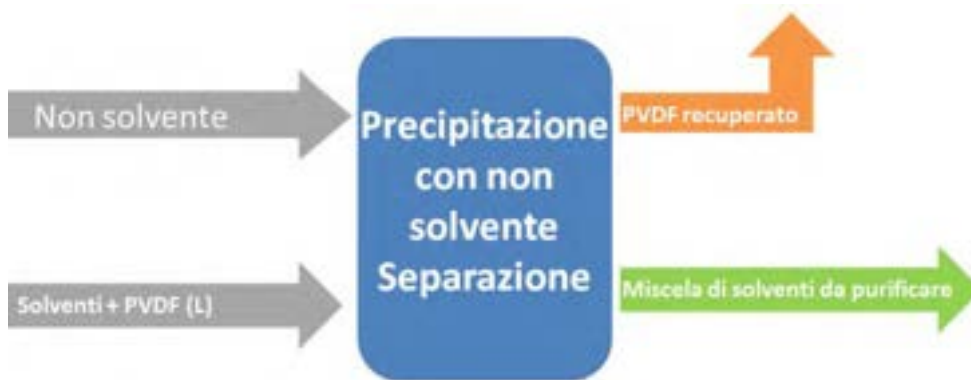 Non solvente
Solventi + PVDF (L)
Precipitazione
con non
solvente
Separazione
PVDF recuperato
Miscela di solventi da purificare